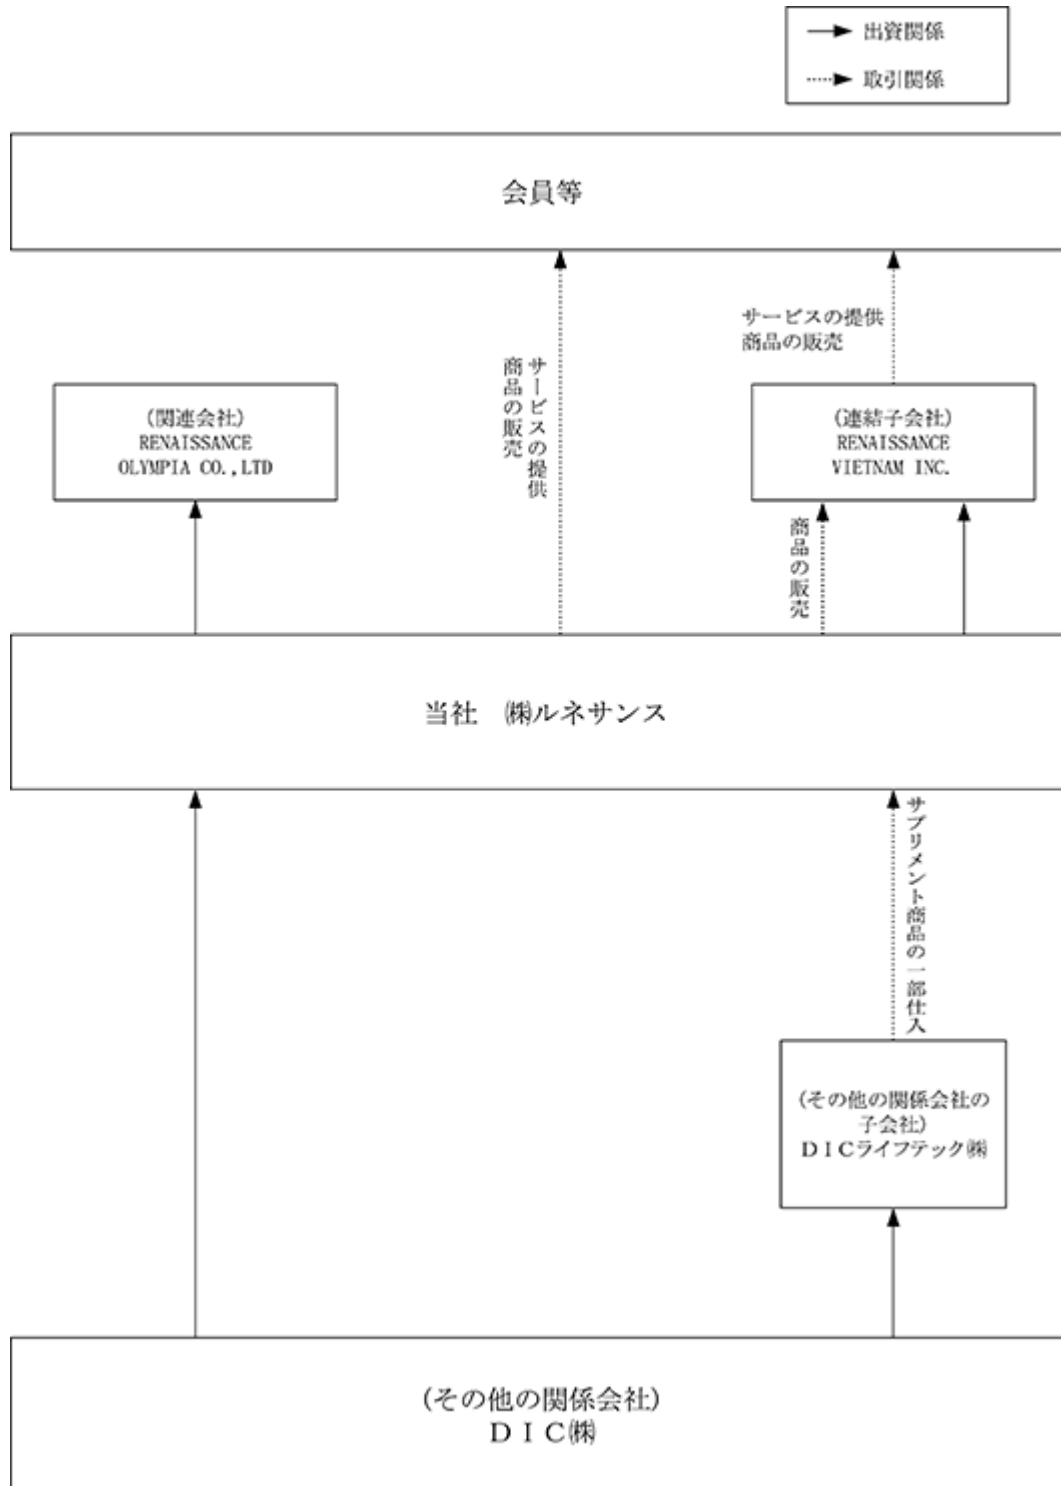 出資関係
取引関係
会員等
サービスの提供
商品の販売
サービスの提供
商品の販売
(関連会社)
RENAISSANCE
OLYMPIA CO.,LTD
(連結子会社)
RENAISSANCE
VIETNAM INC.
商品の販売
当社 ㈱ルネサンス
サプリメント商品の一部仕入
(その他の関係会社の
子会社)
DICライフテック㈱
(その他の関係会社)
DIC㈱